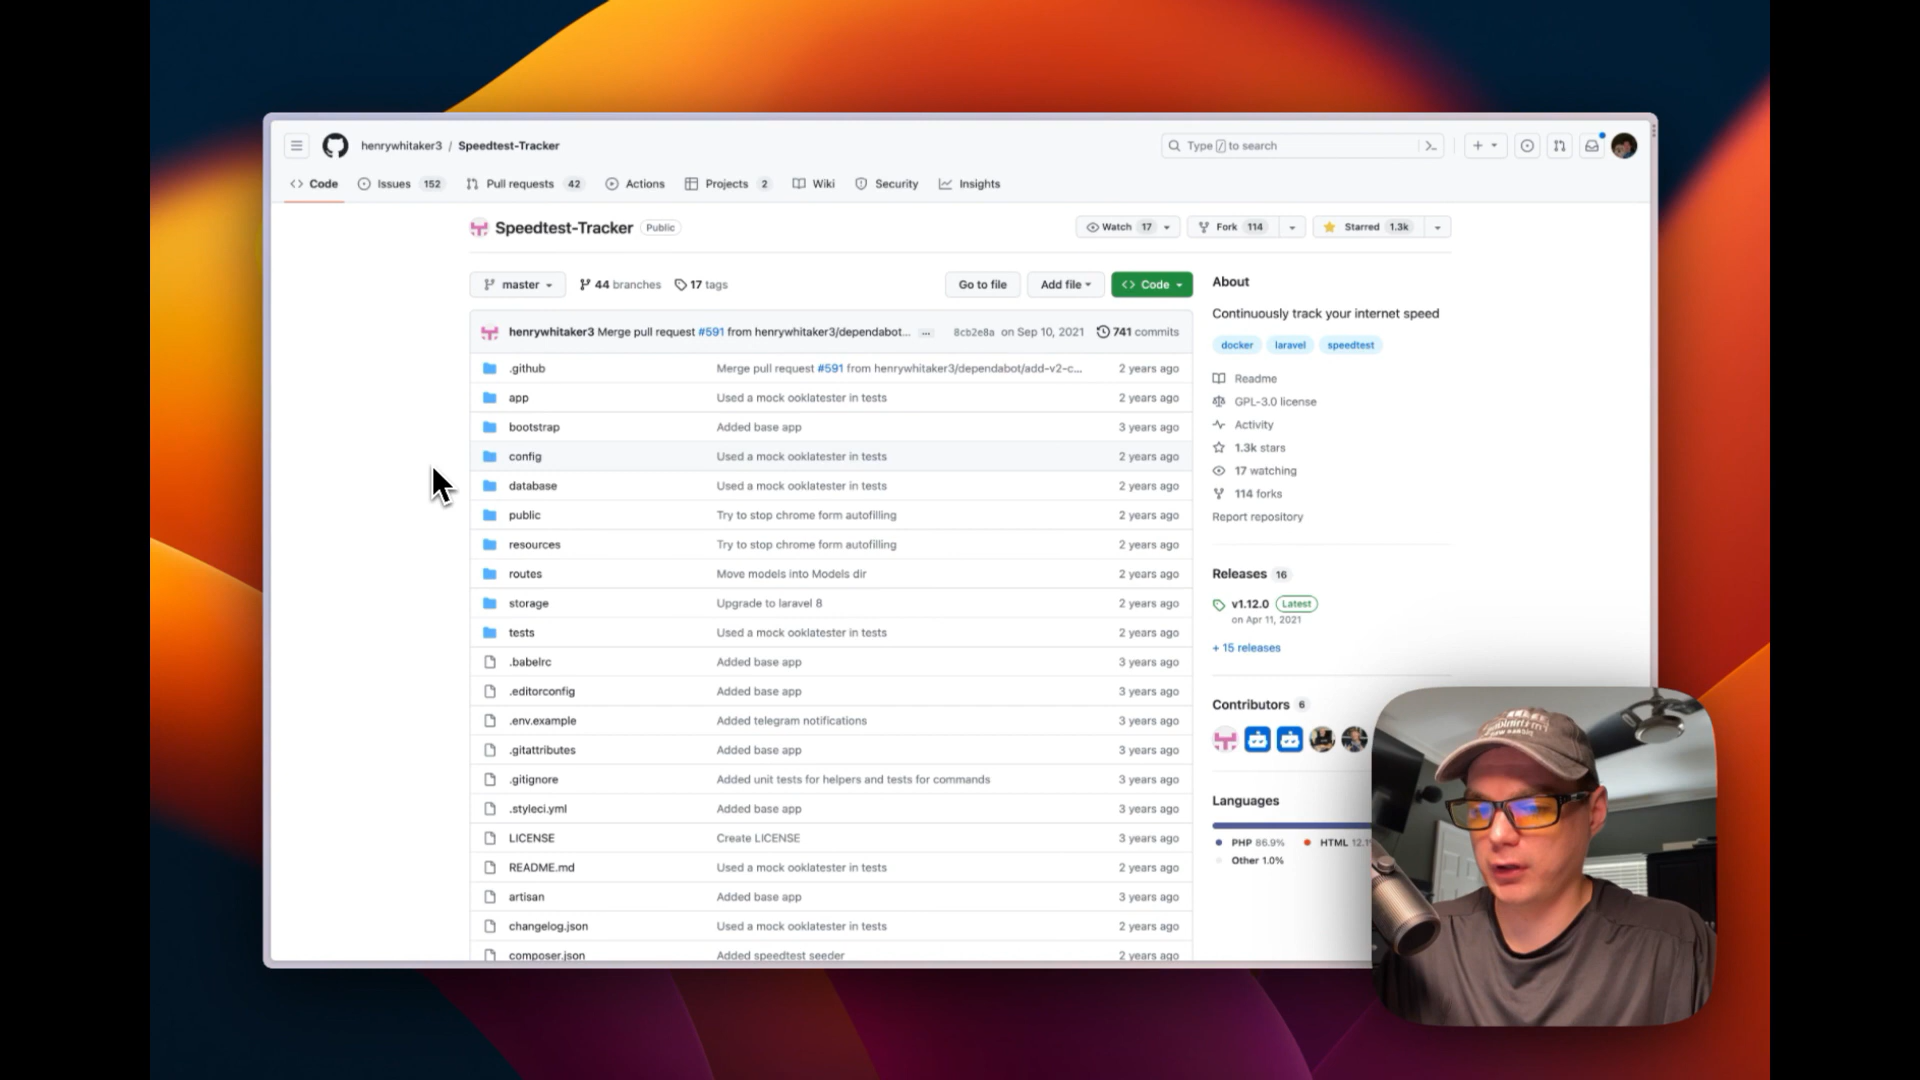 henrywhitaker3 / Speedtest-Tracker
Type / to search
Code
Issues 152
Pull requests 42
Actions
Projects 2
Wiki
Security
Insights
Speedtest-Tracker Public
Watch 17
Fork 114
Starred 1.3k
master
44 branches
17 tags
Go to file
Add file
Code
henrywhitaker3 Merge pull request #591 from henrywhitaker3/dependabot... ... 8cb2e8a on Sep 10, 2021 741 commits
.github Merge pull request #591 from henrywhitaker3/dependabot/add-v2-c... 2 years ago
app Used a mock ooklatester in tests 2 years ago
bootstrap Added base app 3 years ago
config Used a mock ooklatester in tests 2 years ago
database Used a mock ooklatester in tests 2 years ago
public Try to stop chrome form autofilling 2 years ago
resources Try to stop chrome form autofilling 2 years ago
routes Move models into Models dir 2 years ago
storage Upgrade to laravel 8 2 years ago
tests Used a mock ooklatester in tests 2 years ago
.babelrc Added base app 3 years ago
.editorconfig Added base app 3 years ago
.env.example Added telegram notifications 3 years ago
.gitattributes Added base app 3 years ago
.gitignore Added unit tests for helpers and tests for commands 3 years ago
.styleci.yml Added base app 3 years ago
LICENSE Create LICENSE 3 years ago
README.md Used a mock ooklatester in tests 2 years ago
artisan Added base app 3 years ago
changelog.json Used a mock ooklatester in tests 2 years ago
composer.json Added speedtest seeder 2 years ago
About
Continuously track your internet speed
docker laravel speedtest
Readme
GPL-3.0 license
Activity
1.3k stars
17 watching
114 forks
Report repository
Releases 16
v1.12.0 Latest
on Apr 11, 2021
+ 15 releases
Contributors 6
Languages
PHP 86.9% HTML 12.1
Other 1.0%